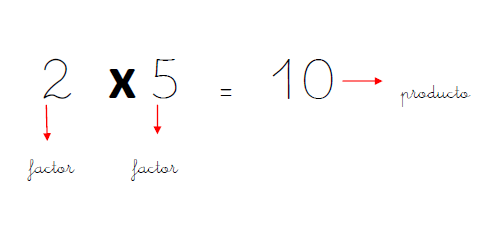 2 x 5 = 10
producto
factor factor